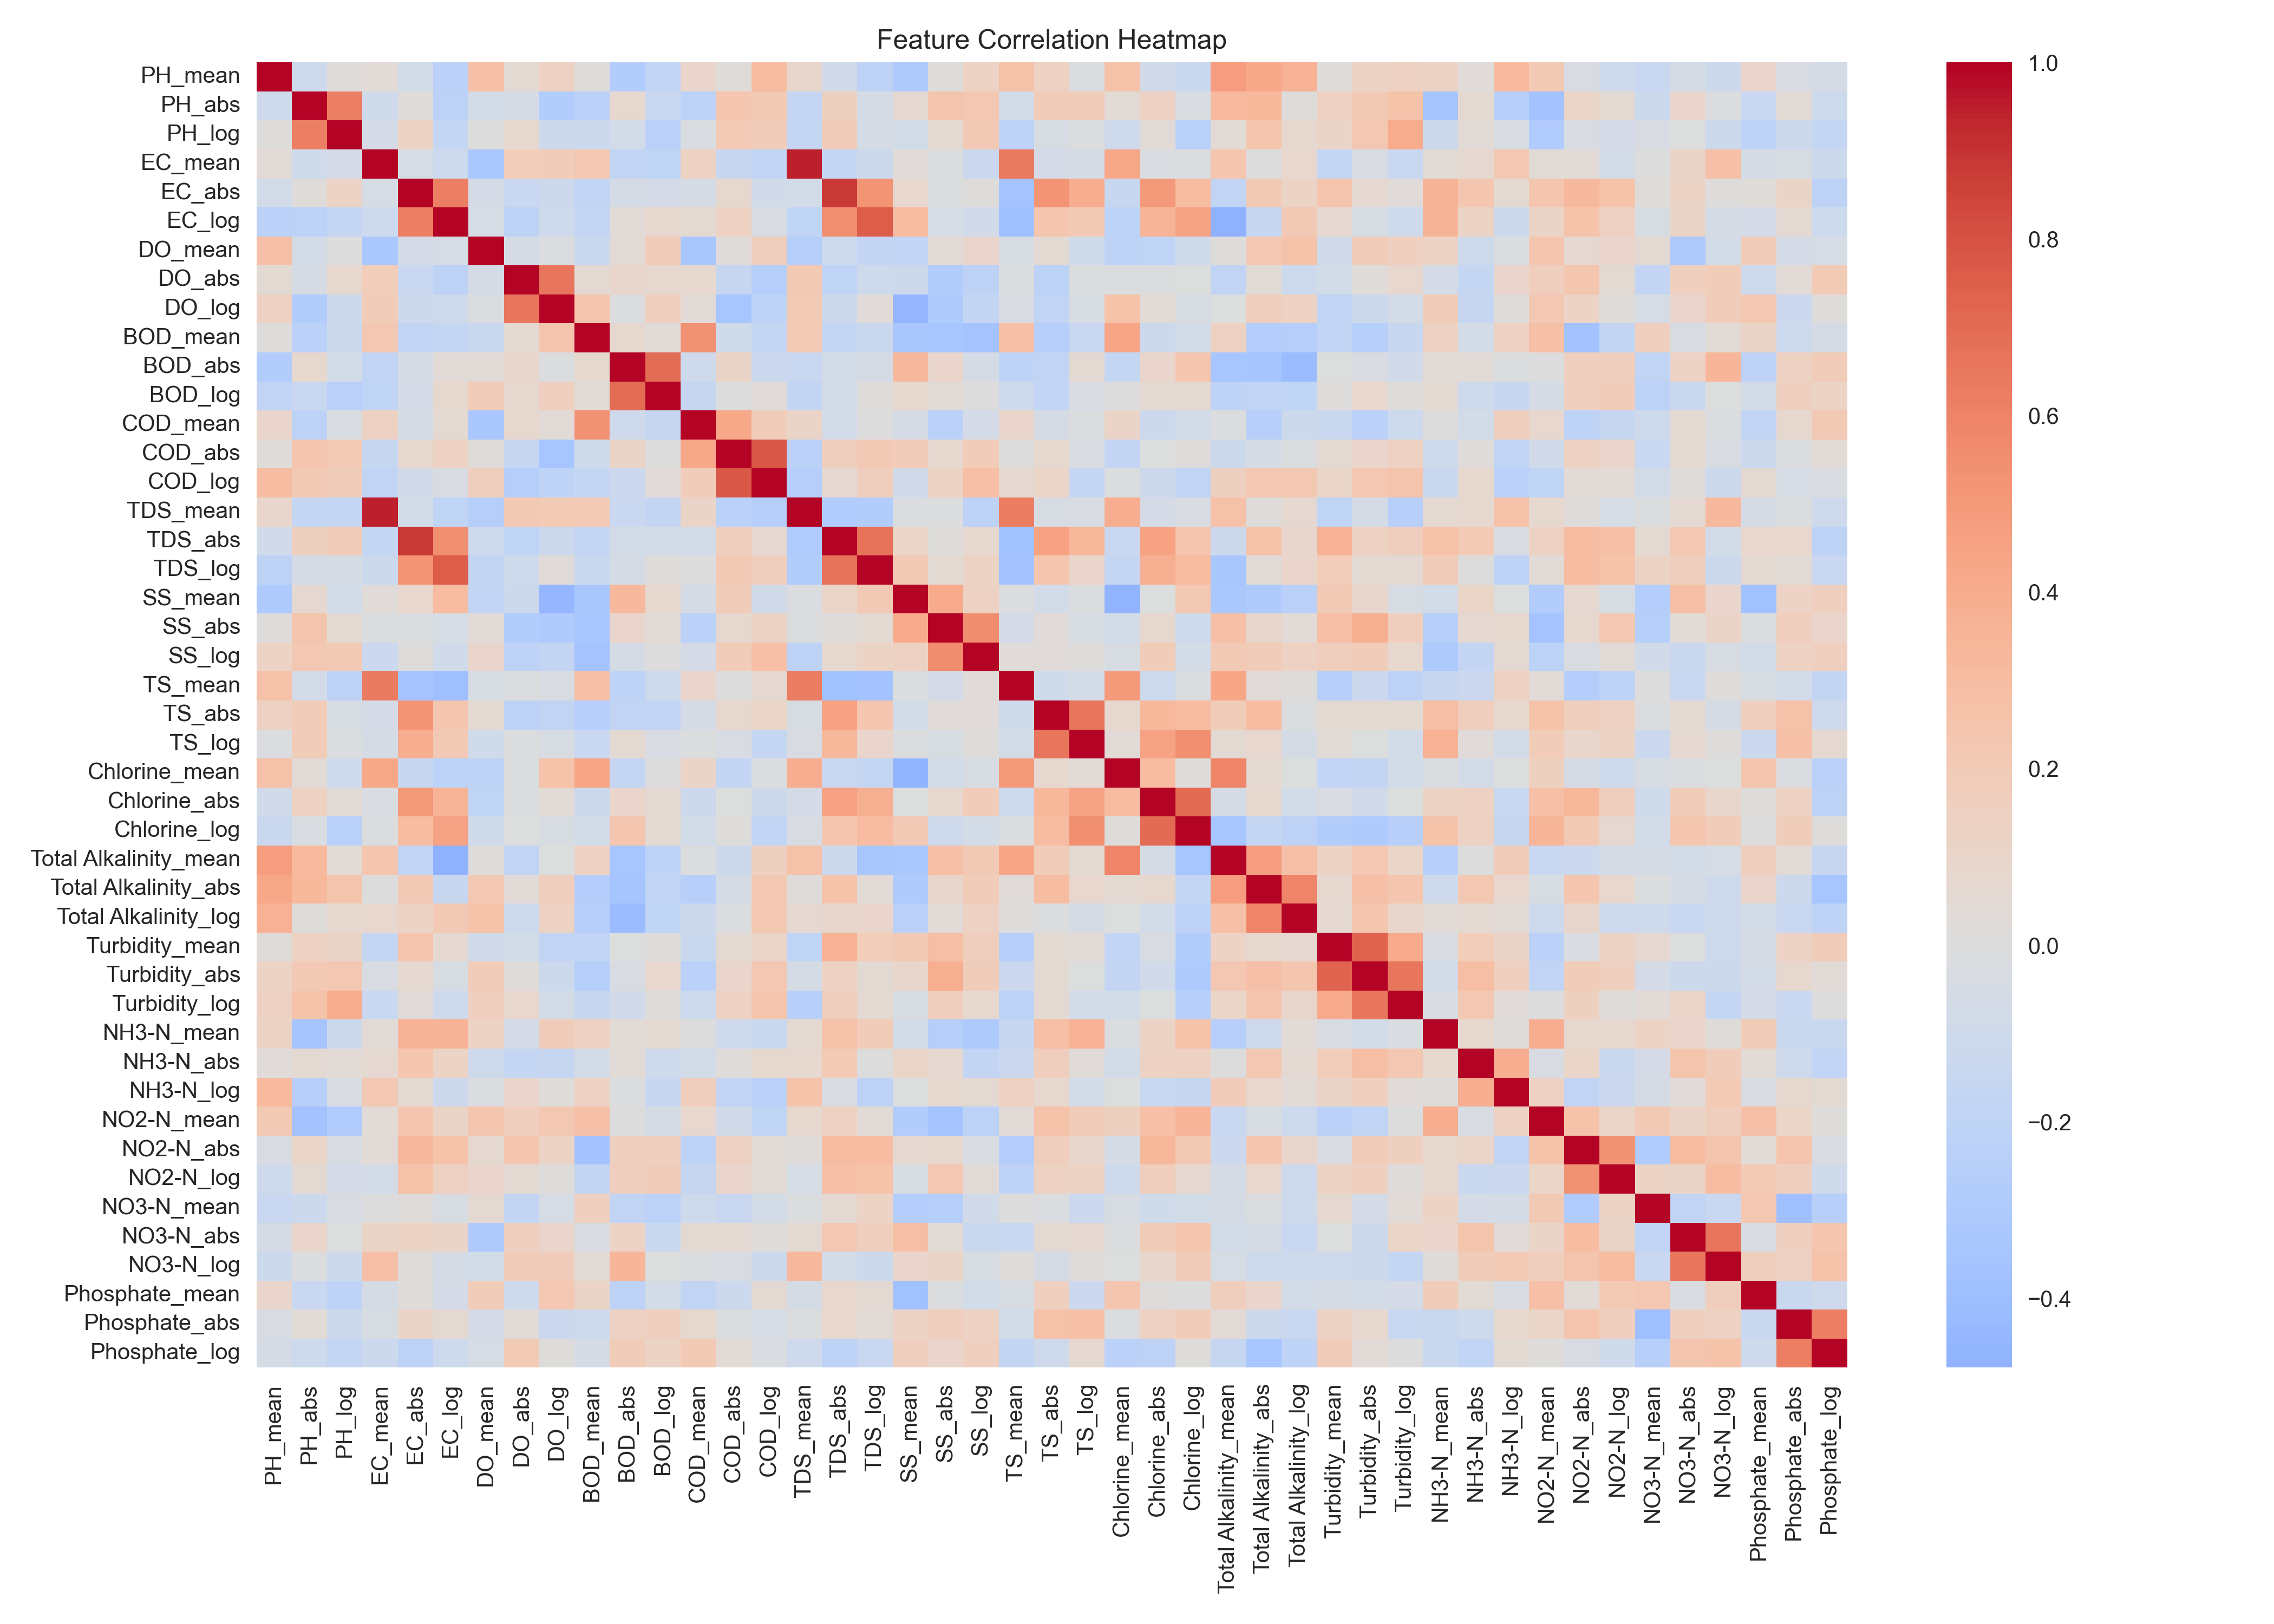 Feature Correlation Heatmap
PH_mean
PH_abs
PH_log
EC_mean
EC_abs
EC_log
DO_mean
DO_abs
DO_log
BOD_mean
BOD_abs
BOD_log
COD_mean
COD_abs
COD_log
TDS_mean
TDS_abs
TDS_log
SS_mean
SS_abs
SS_log
TS_mean
TS_abs
TS_log
Chlorine_mean
Chlorine_abs
Chlorine_log
Total Alkalinity_mean
Total Alkalinity_abs
Total Alkalinity_log
Turbidity_mean
Turbidity_abs
Turbidity_log
NH3-N_mean
NH3-N_abs
NH3-N_log
NO2-N_mean
NO2-N_abs
NO2-N_log
NO3-N_mean
NO3-N_abs
NO3-N_log
Phosphate_mean
Phosphate_abs
Phosphate_log
PH_mean
PH_abs
PH_log
EC_mean
EC_abs
EC_log
DO_mean
DO_abs
DO_log
BOD_mean
BOD_abs
BOD_log
COD_mean
COD_abs
COD_log
TDS_mean
TDS_abs
TDS_log
SS_mean
SS_abs
SS_log
TS_mean
TS_abs
TS_log
Chlorine_mean
Chlorine_abs
Chlorine_log
Total Alkalinity_mean
Total Alkalinity_abs
Total Alkalinity_log
Turbidity_mean
Turbidity_abs
Turbidity_log
NH3-N_mean
NH3-N_abs
NH3-N_log
NO2-N_mean
NO2-N_abs
NO2-N_log
NO3-N_mean
NO3-N_abs
NO3-N_log
Phosphate_mean
Phosphate_abs
Phosphate_log
1.0
0.8
0.6
0.4
0.2
0.0
−0.2
−0.4